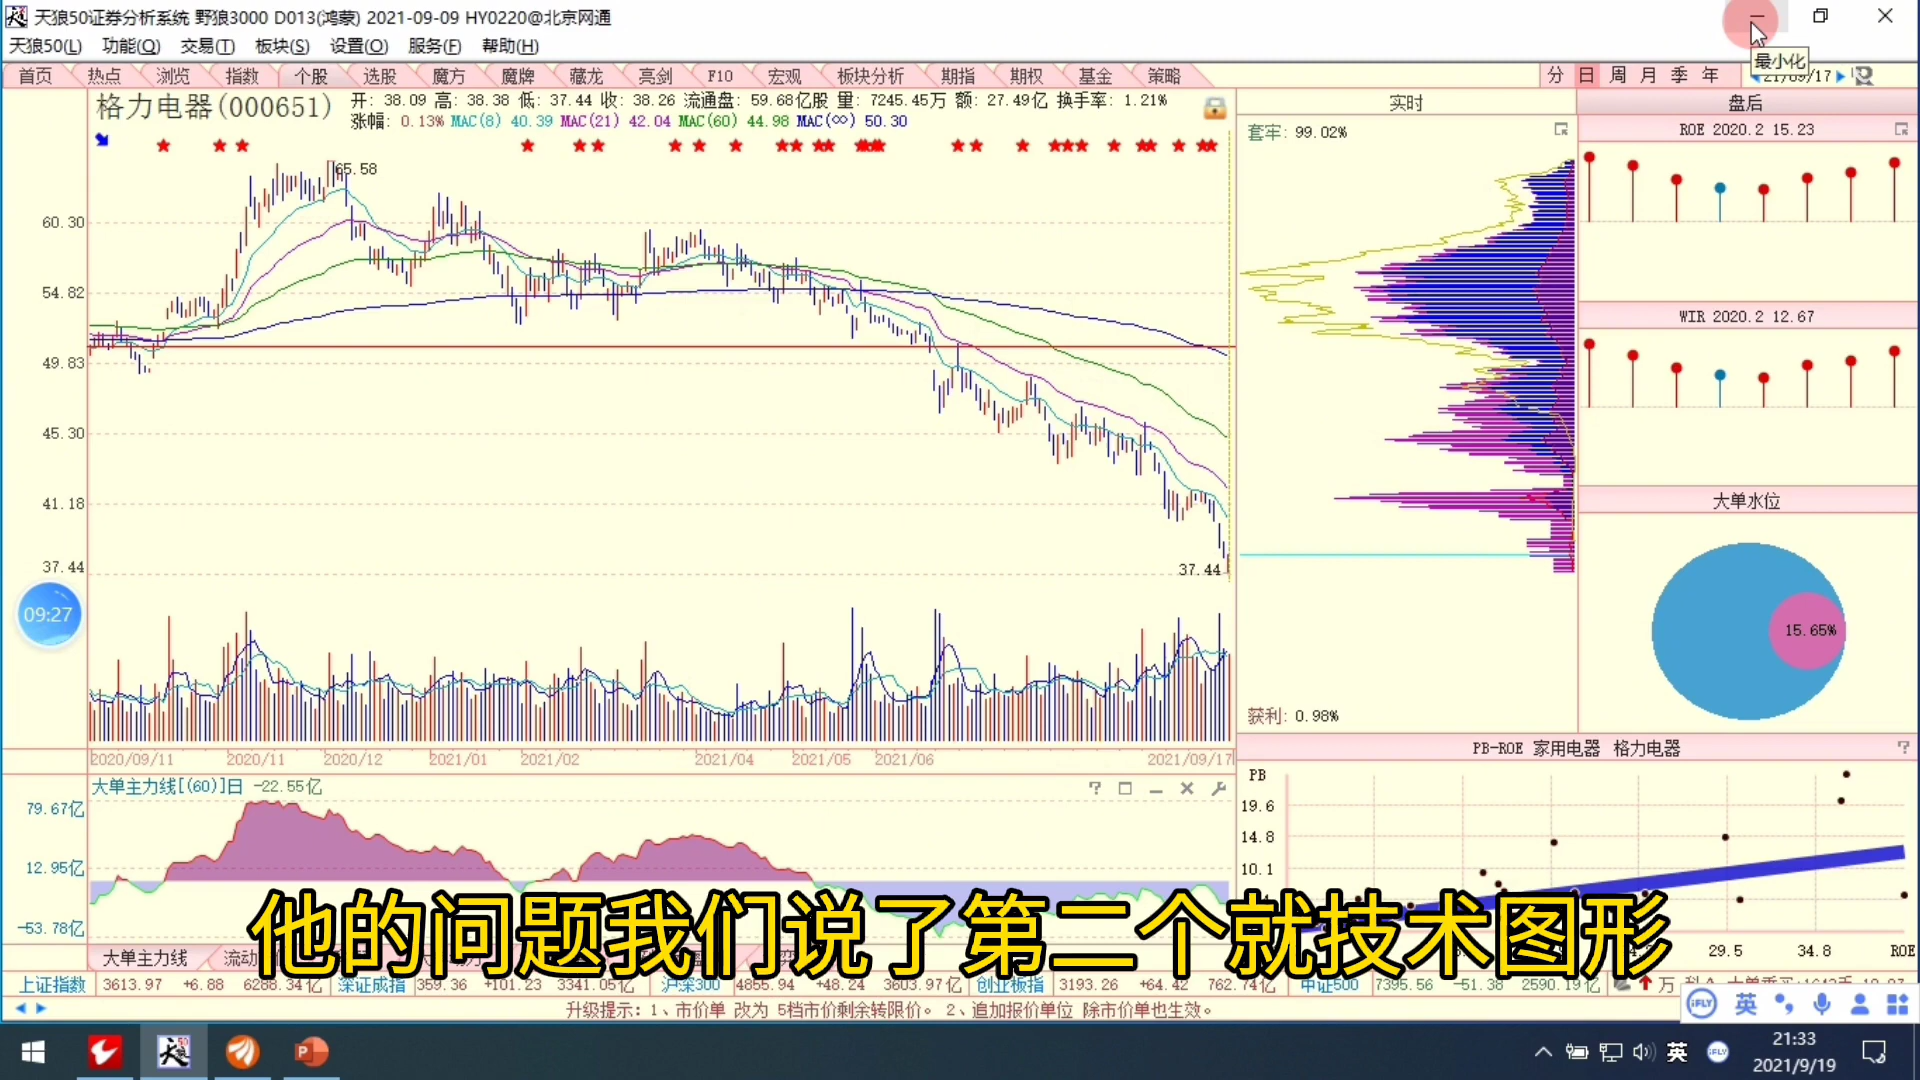 天狼50证券分析系统 野狼3000 D013(鸿蒙) 2021-09-09 HY0220@北京网通
天狼50(L) 功能(Q) 交易(T) 板块(S) 设置(O) 服务(F) 帮助(H)
最小化
首页 热点 浏览 指数 个股 选股 魔方 魔牌 藏龙 亮剑 F10 宏观 板块分析 期指 期权 基金 策略
分 日 周 月 季 年 21/09/17
格力电器(000651)
开: 38.09 高: 38.38 低: 37.44 收: 38.26 流通盘: 59.68亿股 量: 7245.45万 额: 27.49亿 换手率: 1.21%
涨幅: 0.13% MAC(8) 40.39 MAC(21) 42.04 MAC(60) 44.98 MAC(∞) 50.30
65.58
60.30
54.82
49.83
45.30
41.18
37.44
37.44
09:27
2020/09/11 2020/11 2020/12 2021/01 2021/02 2021/04 2021/05 2021/06 2021/09/17
实时
套牢: 99.02%
获利: 0.98%
盘后
ROE 2020.2 15.23
WIR 2020.2 12.67
大单水位
15.65%
大单主力线[(60)]日 -22.55亿
79.67亿
12.95亿
-53.78亿
PB-ROE 家用电器 格力电器
PB
19.6
14.8
10.1
29.5 34.8 ROE
大单主力线
他的问题我们说了第二个就技术图形
上证指数 3613.97 +6.88 6288.34亿 深证成指 359.36 +101.23 3341.05亿 沪深300 4855.94 +48.24 3603.97亿 创业板指 3193.26 +64.42 762.74亿 中证500 7395.56 -51.38 2590.19亿
升级提示: 1、市价单 改为 5档市价剩余转限价。 2、追加报价单位 除市价单也生效。
iFLY 英
英 iFLY
21:33
2021/9/19